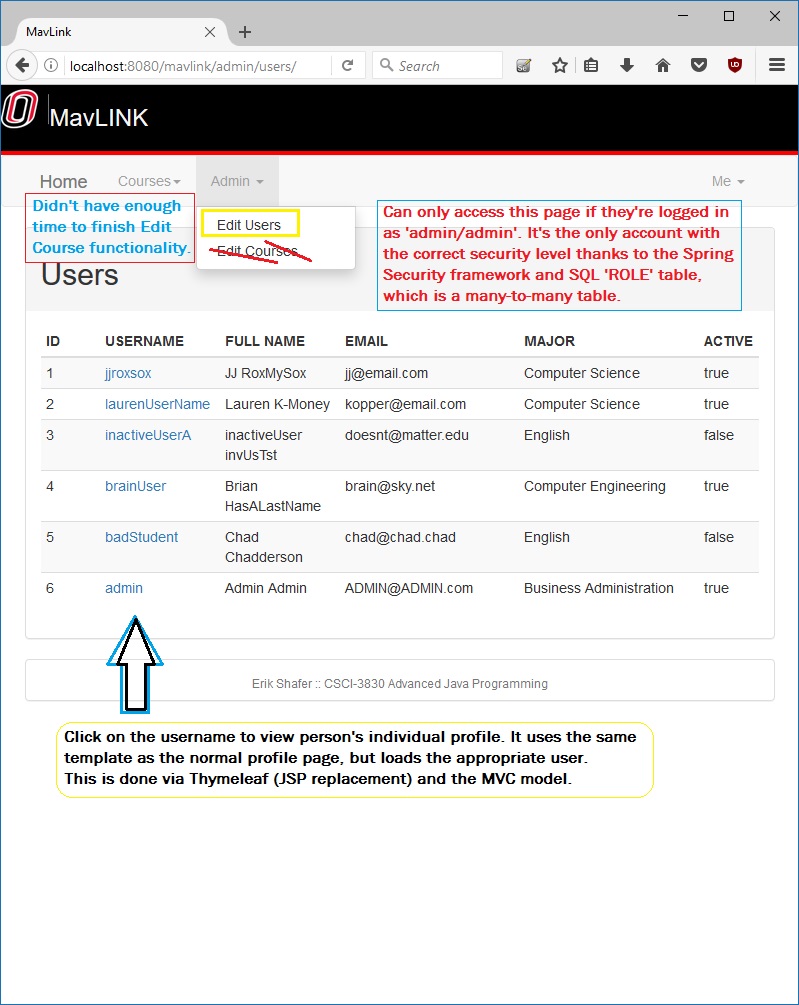 MavLink
localhost:8080/mavlink/admin/users/
Search
MavLINK
Home Courses Admin Me
Didn't have enough
time to finish Edit
Course functionality.
Edit Users
Edit Courses
Can only access this page if they're logged in
as 'admin/admin'. It's the only account with
the correct security level thanks to the Spring
Security framework and SQL 'ROLE' table,
which is a many-to-many table.
Users
ID USERNAME FULL NAME EMAIL MAJOR ACTIVE
1 jjroxsox JJ RoxMySox jj@email.com Computer Science true
2 laurenUserName Lauren K-Money kopper@email.com Computer Science true
3 inactiveUserA inactiveUser doesnt@matter.edu English false
invUsTst
4 brainUser Brian brain@sky.net Computer Engineering true
HasALastName
5 badStudent Chad chad@chad.chad English false
Chadderson
6 admin Admin Admin ADMIN@ADMIN.com Business Administration true
Erik Shafer :: CSCI-3830 Advanced Java Programming
Click on the username to view person's individual profile. It uses the same
template as the normal profile page, but loads the appropriate user.
This is done via Thymeleaf (JSP replacement) and the MVC model.